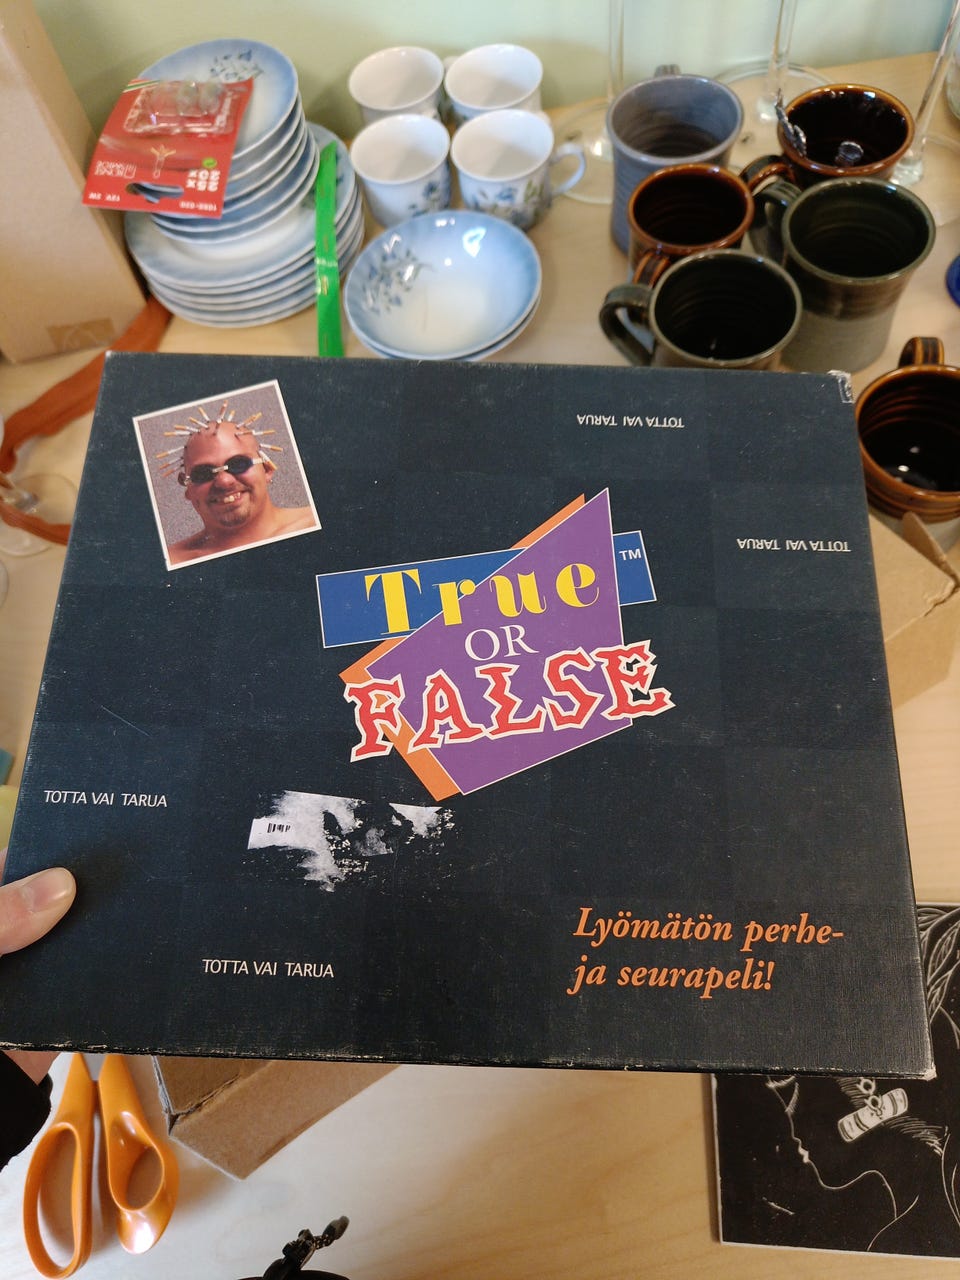 TOTTA VAI TARUA
TOTTA VAI TARUA
True
TM
OR
FALSE
TOTTA VAI TARUA
TOTTA VAI TARUA
Lyömätön perhe-
ja seurapeli!